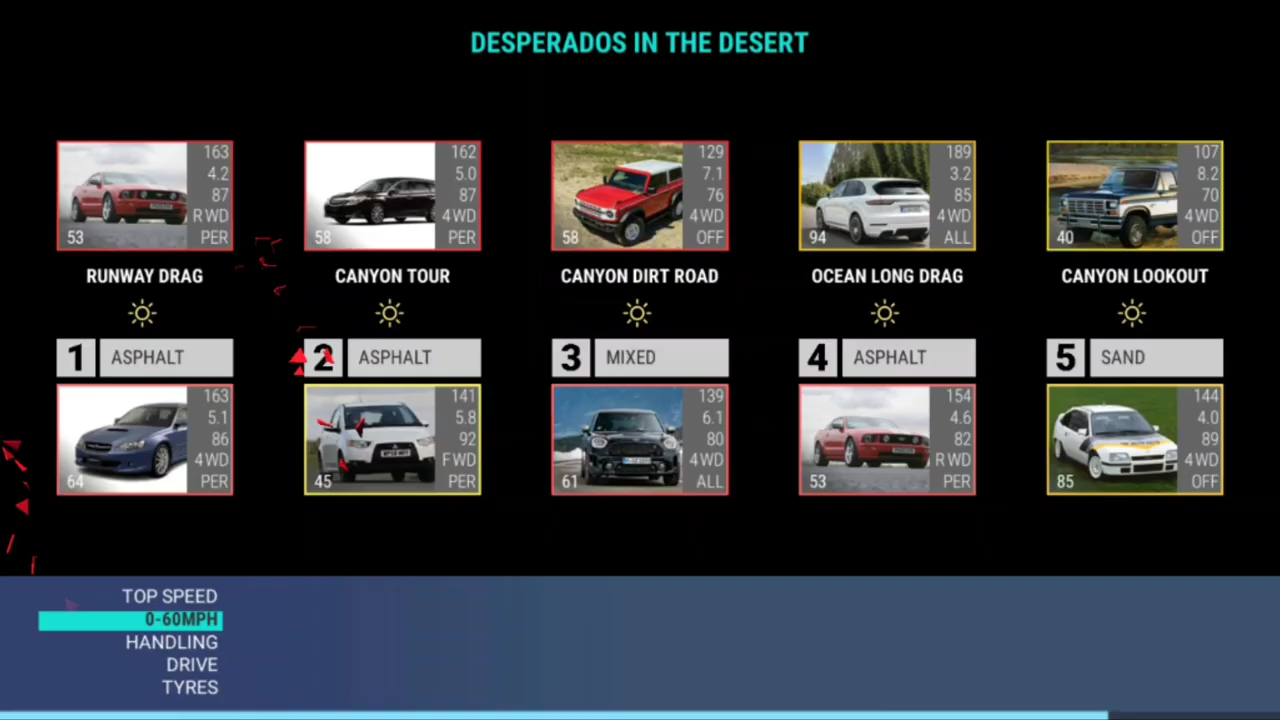 DESPERADOS IN THE DESERT
163
4.2
87
RWD
PER
53
162
5.0
87
4WD
PER
58
129
7.1
76
4WD
OFF
58
189
3.2
85
4WD
ALL
94
107
8.2
70
4WD
OFF
40
RUNWAY DRAG
CANYON TOUR
CANYON DIRT ROAD
OCEAN LONG DRAG
CANYON LOOKOUT
1 ASPHALT
2 ASPHALT
3 MIXED
4 ASPHALT
5 SAND
163
5.1
86
4WD
PER
64
141
5.8
92
FWD
PER
45
139
6.1
80
4WD
ALL
61
154
4.6
82
RWD
PER
53
144
4.0
89
4WD
OFF
85
TOP SPEED
0-60MPH
HANDLING
DRIVE
TYRES